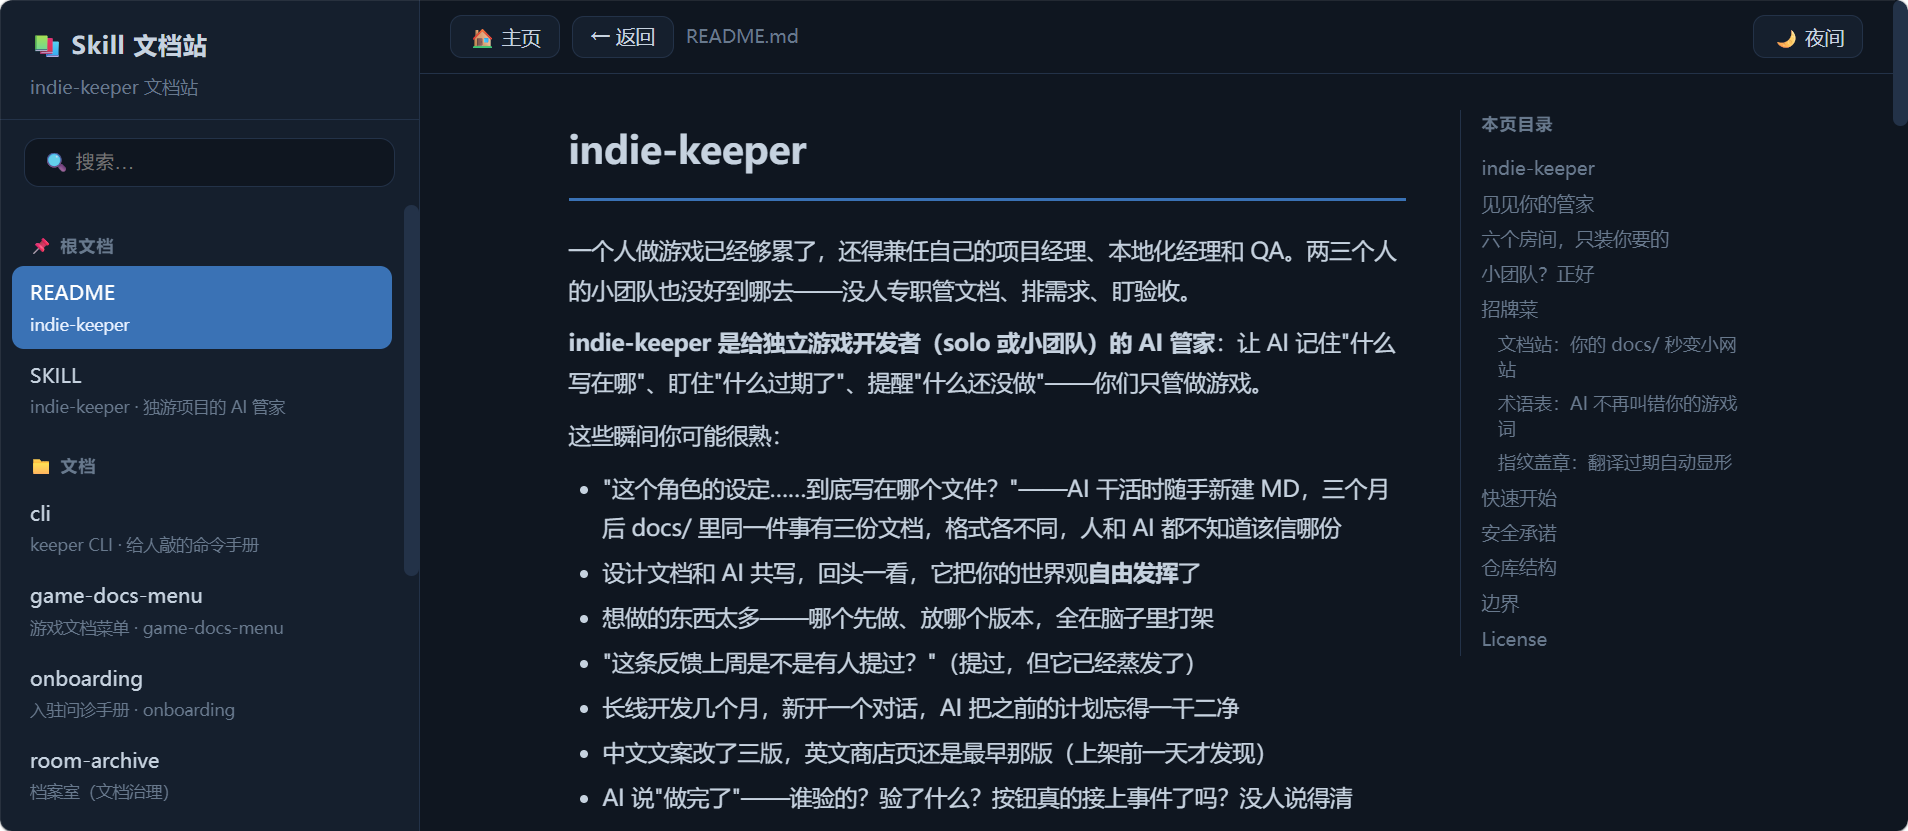 Skill 文档站
indie-keeper 文档站
搜索...
根文档
README
indie-keeper
SKILL
indie-keeper · 独游项目的 AI 管家
文档
cli
keeper CLI · 给人敲的命令手册
game-docs-menu
游戏文档菜单 · game-docs-menu
onboarding
入驻问诊手册 · onboarding
room-archive
档案室（文档治理）
主页
← 返回
README.md
夜间
indie-keeper
一个人做游戏已经够累了，还得兼任自己的项目经理、本地化经理和 QA。两三个人
的小团队也没好到哪去——没人专职管文档、排需求、盯验收。
indie-keeper 是给独立游戏开发者（solo 或小团队）的 AI 管家：让 AI 记住"什么
写在哪"、盯住"什么过期了"、提醒"什么还没做"——你们只管做游戏。
这些瞬间你可能很熟：
• "这个角色的设定……到底写在哪个文件？"——AI 干活时随手新建 MD，三个月
后 docs/ 里同一件事有三份文档，格式各不同，人和 AI 都不知道该信哪份
• 设计文档和 AI 共写，回头一看，它把你的世界观自由发挥了
• 想做的东西太多——哪个先做、放哪个版本，全在脑子里打架
• "这条反馈上周是不是有人提过？"（提过，但它已经蒸发了）
• 长线开发几个月，新开一个对话，AI 把之前的计划忘得一干二净
• 中文文案改了三版，英文商店页还是最早那版（上架前一天才发现）
• AI 说"做完了"——谁验的？验了什么？按钮真的接上事件了吗？没人说得清
本页目录
indie-keeper
见见你的管家
六个房间，只装你要的
小团队？正好
招牌菜
文档站：你的 docs/ 秒变小网
站
术语表：AI 不再叫错你的游戏
词
指纹盖章：翻译过期自动显形
快速开始
安全承诺
仓库结构
边界
License